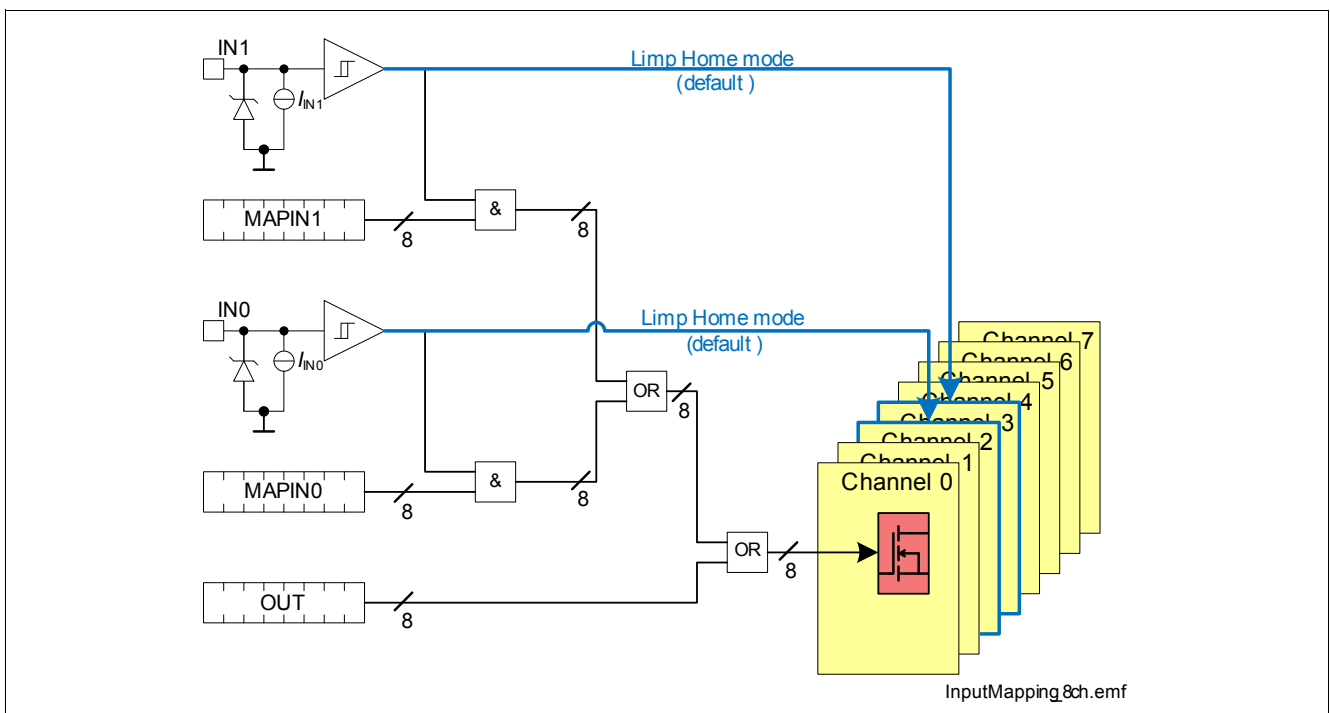 IN1
IIN1
Limp Home mode
(default )
MAPIN1
8
&
8
IN0
IIN0
Limp Home mode
(default )
MAPIN0
8
&
8
OR
8
OUT
8
OR
8
Channel 7
Channel 6
Channel 5
Channel 4
Channel 3
Channel 2
Channel 1
Channel 0
InputMapping_8ch.emf